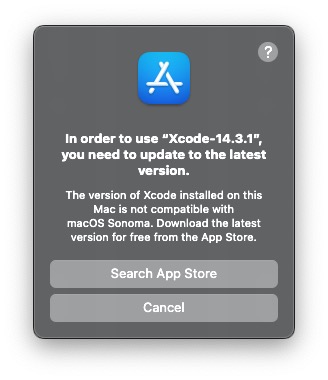 ?
In order to use “Xcode-14.3.1”,
you need to update to the latest
version.
The version of Xcode installed on this
Mac is not compatible with
macOS Sonoma. Download the latest
version for free from the App Store.
Search App Store
Cancel